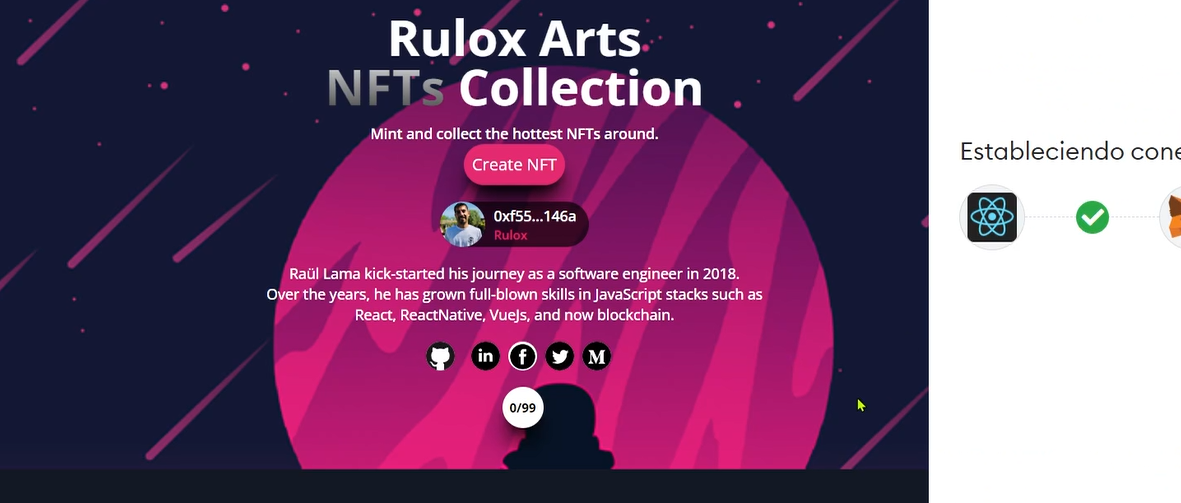 Rulox Arts
NFTs Collection
Mint and collect the hottest NFTs around.
Create NFT
0xf55...146a
Rulox
Raül Lama kick-started his journey as a software engineer in 2018.
Over the years, he has grown full-blown skills in JavaScript stacks such as
React, ReactNative, VueJs, and now blockchain.
in f M
0/99
Estableciendo cone